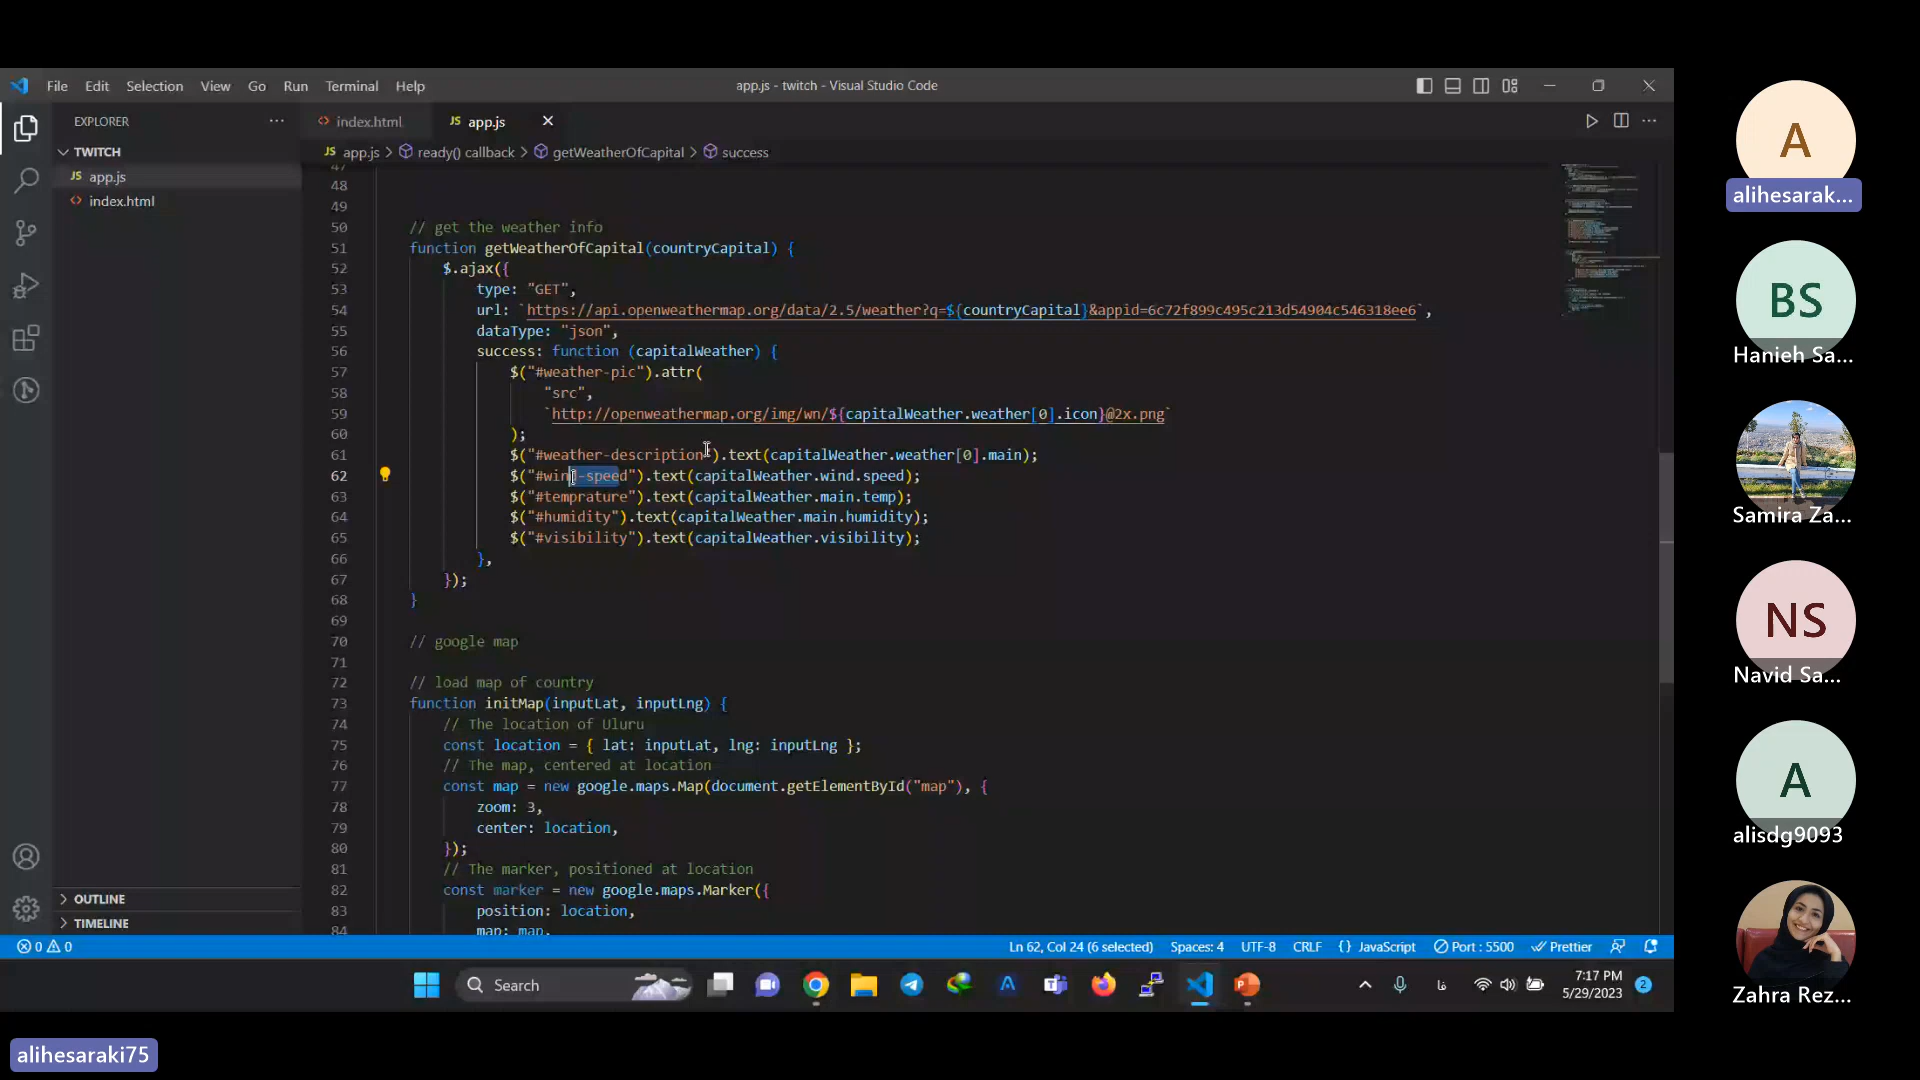 File Edit Selection View Go Run Terminal Help
app.js - twitch - Visual Studio Code
EXPLORER
TWITCH
JS app.js
<> index.html
OUTLINE
TIMELINE
<> index.html
JS app.js
JS app.js > ready() callback > getWeatherOfCapital > success
47
48
49
50 // get the weather info
51 function getWeatherOfCapital(countryCapital) {
52 $.ajax({
53 type: "GET",
54 url: `https://api.openweathermap.org/data/2.5/weather?q=${countryCapital}&appid=6c72f899c495c213d54904c546318ee6`,
55 dataType: "json",
56 success: function (capitalWeather) {
57 $("#weather-pic").attr(
58 "src",
59 `http://openweathermap.org/img/wn/${capitalWeather.weather[0].icon}@2x.png`
60 );
61 $("#weather-description").text(capitalWeather.weather[0].main);
62 $("#wind-speed").text(capitalWeather.wind.speed);
63 $("#temprature").text(capitalWeather.main.temp);
64 $("#humidity").text(capitalWeather.main.humidity);
65 $("#visibility").text(capitalWeather.visibility);
66 },
67 });
68 }
69
70 // google map
71
72 // load map of country
73 function initMap(inputLat, inputLng) {
74 // The location of Uluru
75 const location = { lat: inputLat, lng: inputLng };
76 // The map, centered at location
77 const map = new google.maps.Map(document.getElementById("map"), {
78 zoom: 3,
79 center: location,
80 });
81 // The marker, positioned at location
82 const marker = new google.maps.Marker({
83 position: location,
84 map: map,
0 0
Ln 62, Col 24 (6 selected) Spaces: 4 UTF-8 CRLF {} JavaScript Port : 5500 Prettier
Search
فا
7:17 PM
5/29/2023
2
A
alihesarak...
BS
Hanieh Sa...
Samira Za...
NS
Navid Sa...
A
alisdg9093
Zahra Rez...
alihesaraki75